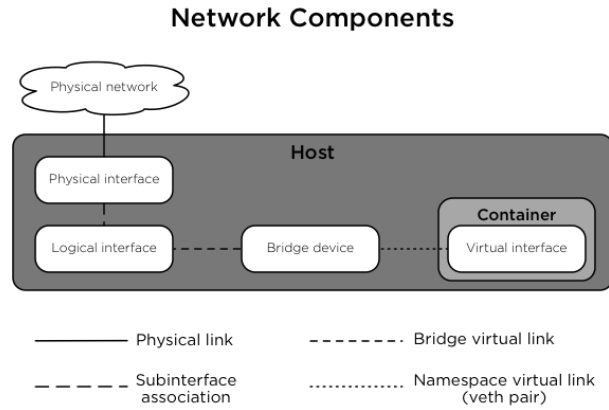 Network Components
Physical network
Host
Physical interface
Container
Logical interface
Bridge device
Virtual interface
Physical link
Bridge virtual link
Subinterface
association
Namespace virtual link
(veth pair)